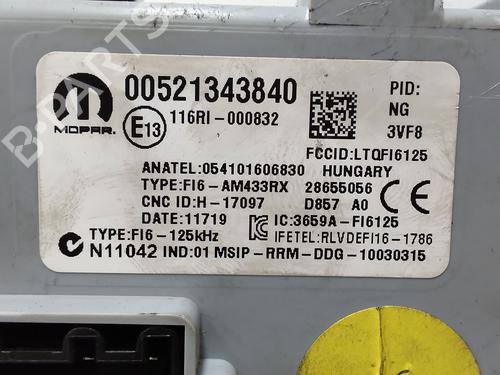 MOPAR
00521343840
PID:
E13
116RI-000832
NG
3VF8
FCCID:LTQFI6125
ANATEL:054101606830 HUNGARY
TYPE:FI6-AM433RX 28655056
CNC ID:H-17097 D857 A0
CE
DATE:11719 IC:3659A-FI6125
TYPE:FI6-125kHz IFETEL:RLVDEFI16-1786
N11042 IND:01 MSIP-RRM-DDG-10030315
B-PARTS